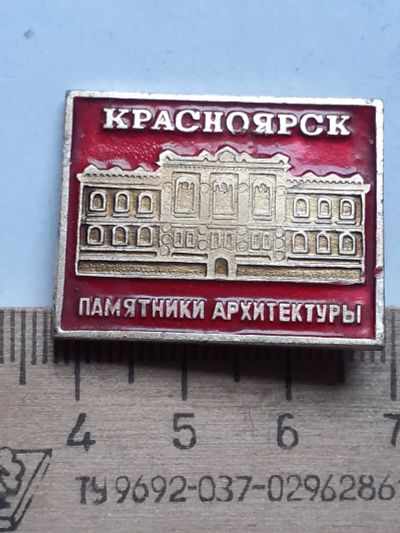 КРАСНОЯРСК
ПАМЯТНИКИ АРХИТЕКТУРЫ
4 5 6 7
ТУ 9692-037-0296286